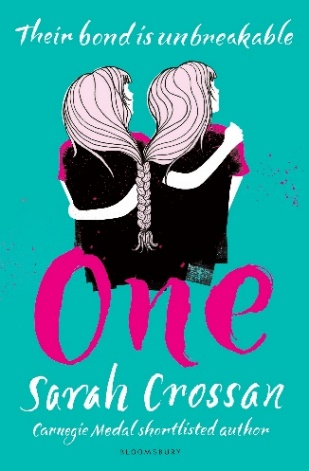 Their bond is unbreakable
One
Sarah Crossan
Carnegie Medal shortlisted author
BLOOMSBURY